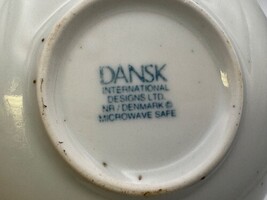 DANSK
INTERNATIONAL
DESIGNS LTD.
NR / DENMARK ©
MICROWAVE SAFE